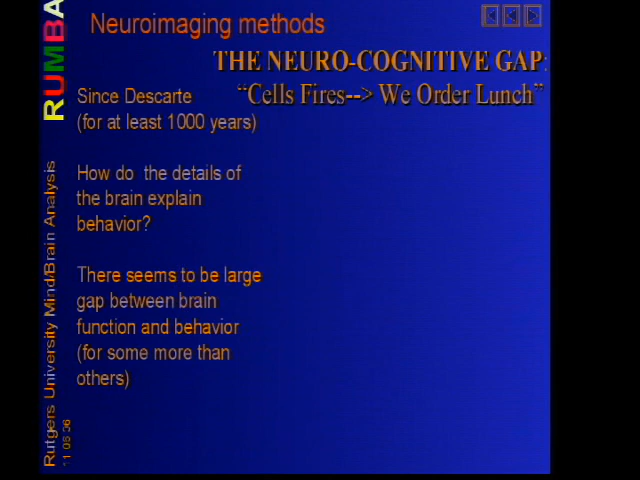 Neuroimaging methods
THE NEURO-COGNITIVE GAP:
“Cells Fires--> We Order Lunch”
Since Descarte
(for at least 1000 years)
How do the details of
the brain explain
behavior?
There seems to be large
gap between brain
function and behavior
(for some more than
others)
RUMBA
Rutgers University Mind/Brain Analysis